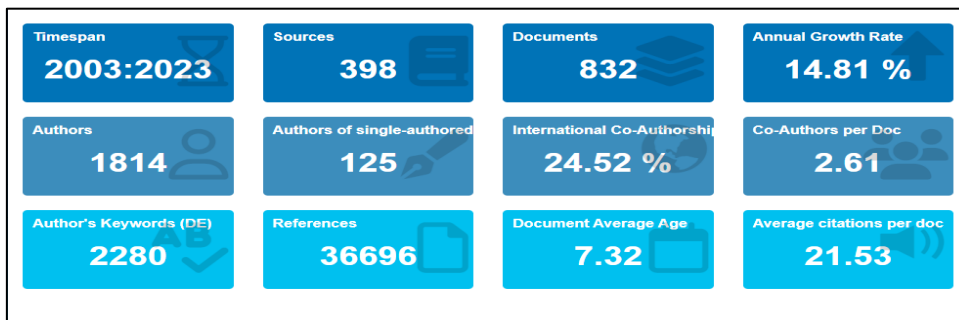 Timespan
2003:2023
Sources
398
Documents
832
Annual Growth Rate
14.81 %
Authors
1814
Authors of single-authored
125
International Co-Authorship
24.52 %
Co-Authors per Doc
2.61
Author's Keywords (DE)
2280
AB
References
36696
Document Average Age
7.32
Average citations per doc
21.53